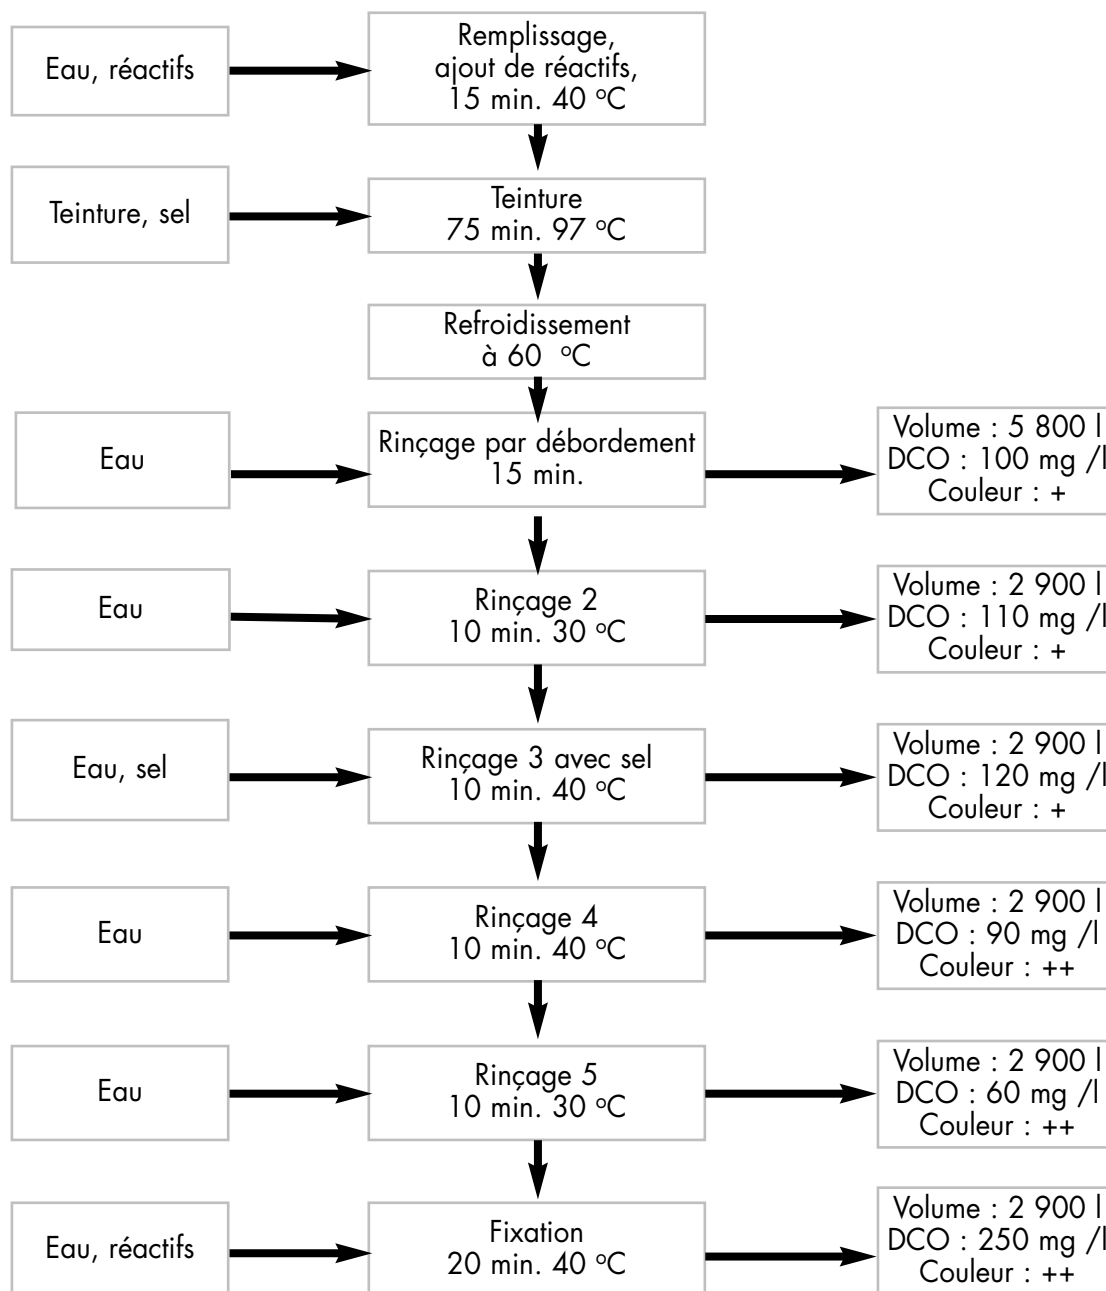 Eau, réactifs
Remplissage,
ajout de réactifs,
15 min. 40 °C
Teinture, sel
Teinture
75 min. 97 °C
Refroidissement
à 60 °C
Eau
Rinçage par débordement
15 min.
Volume : 5 800 l
DCO : 100 mg /l
Couleur : +
Eau
Rinçage 2
10 min. 30 °C
Volume : 2 900 l
DCO : 110 mg /l
Couleur : +
Eau, sel
Rinçage 3 avec sel
10 min. 40 °C
Volume : 2 900 l
DCO : 120 mg /l
Couleur : +
Eau
Rinçage 4
10 min. 40 °C
Volume : 2 900 l
DCO : 90 mg /l
Couleur : ++
Eau
Rinçage 5
10 min. 30 °C
Volume : 2 900 l
DCO : 60 mg /l
Couleur : ++
Eau, réactifs
Fixation
20 min. 40 °C
Volume : 2 900 l
DCO : 250 mg /l
Couleur : ++